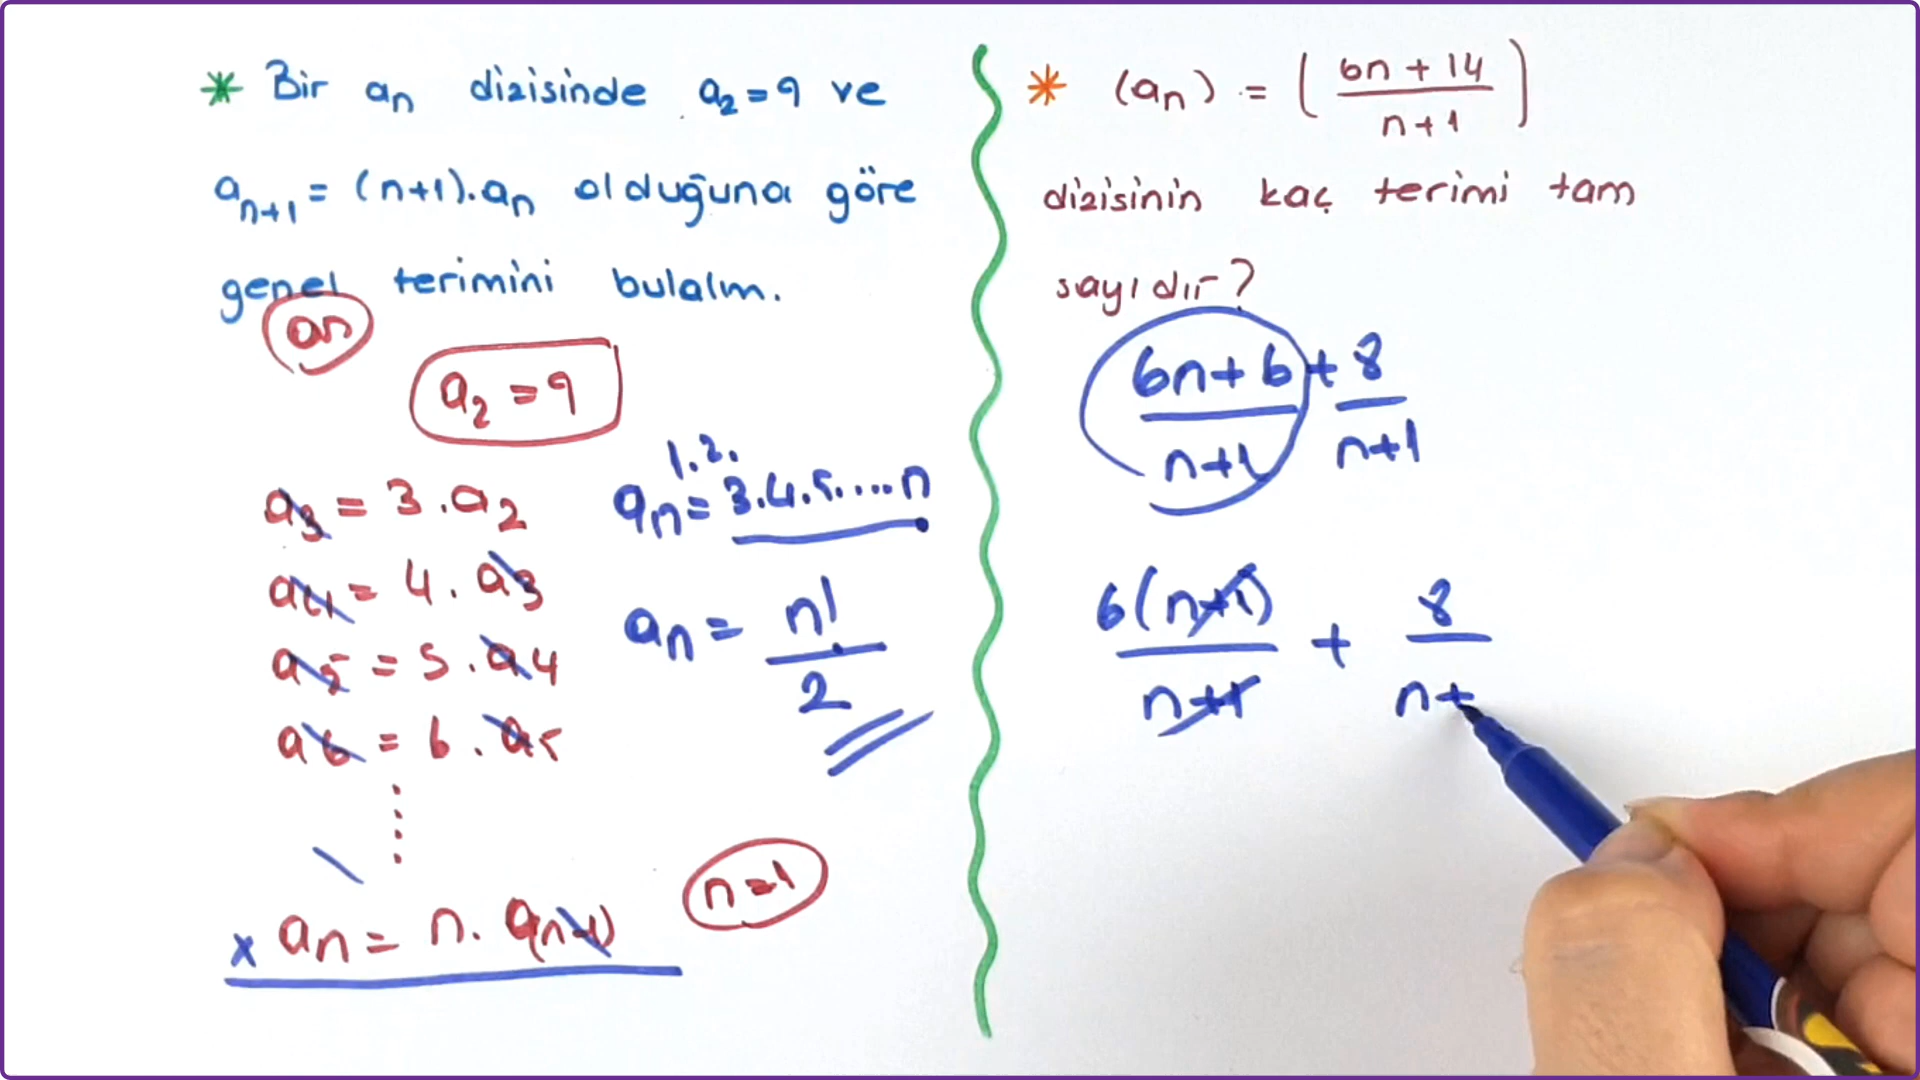 * Bir an dizisinde a2=9 ve
an+1 = (n+1).an olduğuna göre
genel terimini bulalım.
an
a2 = 9
a3 = 3.a2
a4 = 4.a3
a5 = 5.a4
a6 = 6.a5
⋮
x an = n.a(n-1)
n=1
1.2.
an = 3.4.5....n
an = n!/2
* (an) = (6n+14/n+1)
dizisinin kaç terimi tam
sayıdır?
6n+6/n+1 + 8/n+1
6(n+1)/n+1 + 8/n+